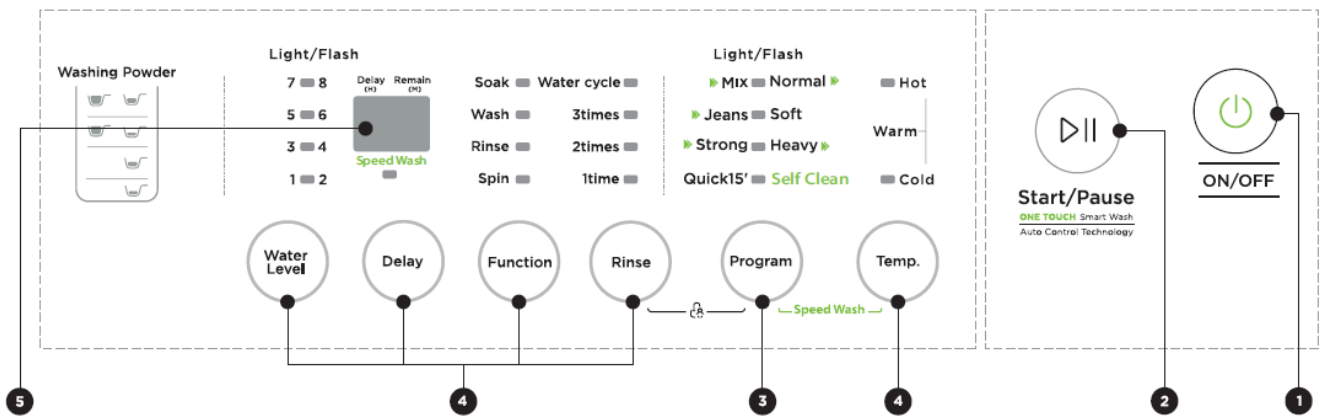 Light/Flash
Light/Flash
Washing Powder
7 8
Delay (H)
Remain (M)
Soak
Water cycle
MIX
Normal
Hot
5 6
Wash
3times
Jeans
Soft
Warm
3 4
Rinse
2times
Strong
Heavy
Speed Wash
1 2
Spin
1time
Quick15'
Self Clean
Cold
Start/Pause
ONE TOUCH Smart Wash
Auto Control Technology
ON/OFF
Water
Level
Delay
Function
Rinse
Program
Temp.
Speed Wash
5
4
3
4
2
1